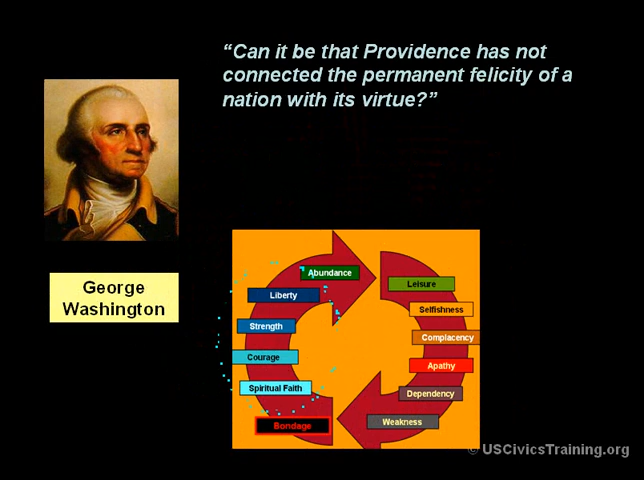 “Can it be that Providence has not
connected the permanent felicity of a
nation with its virtue?”
George
Washington
Abundance
Liberty
Strength
Courage
Spiritual Faith
Bondage
Leisure
Selfishness
Complacency
Apathy
Dependency
Weakness
© USCivicsTraining.org